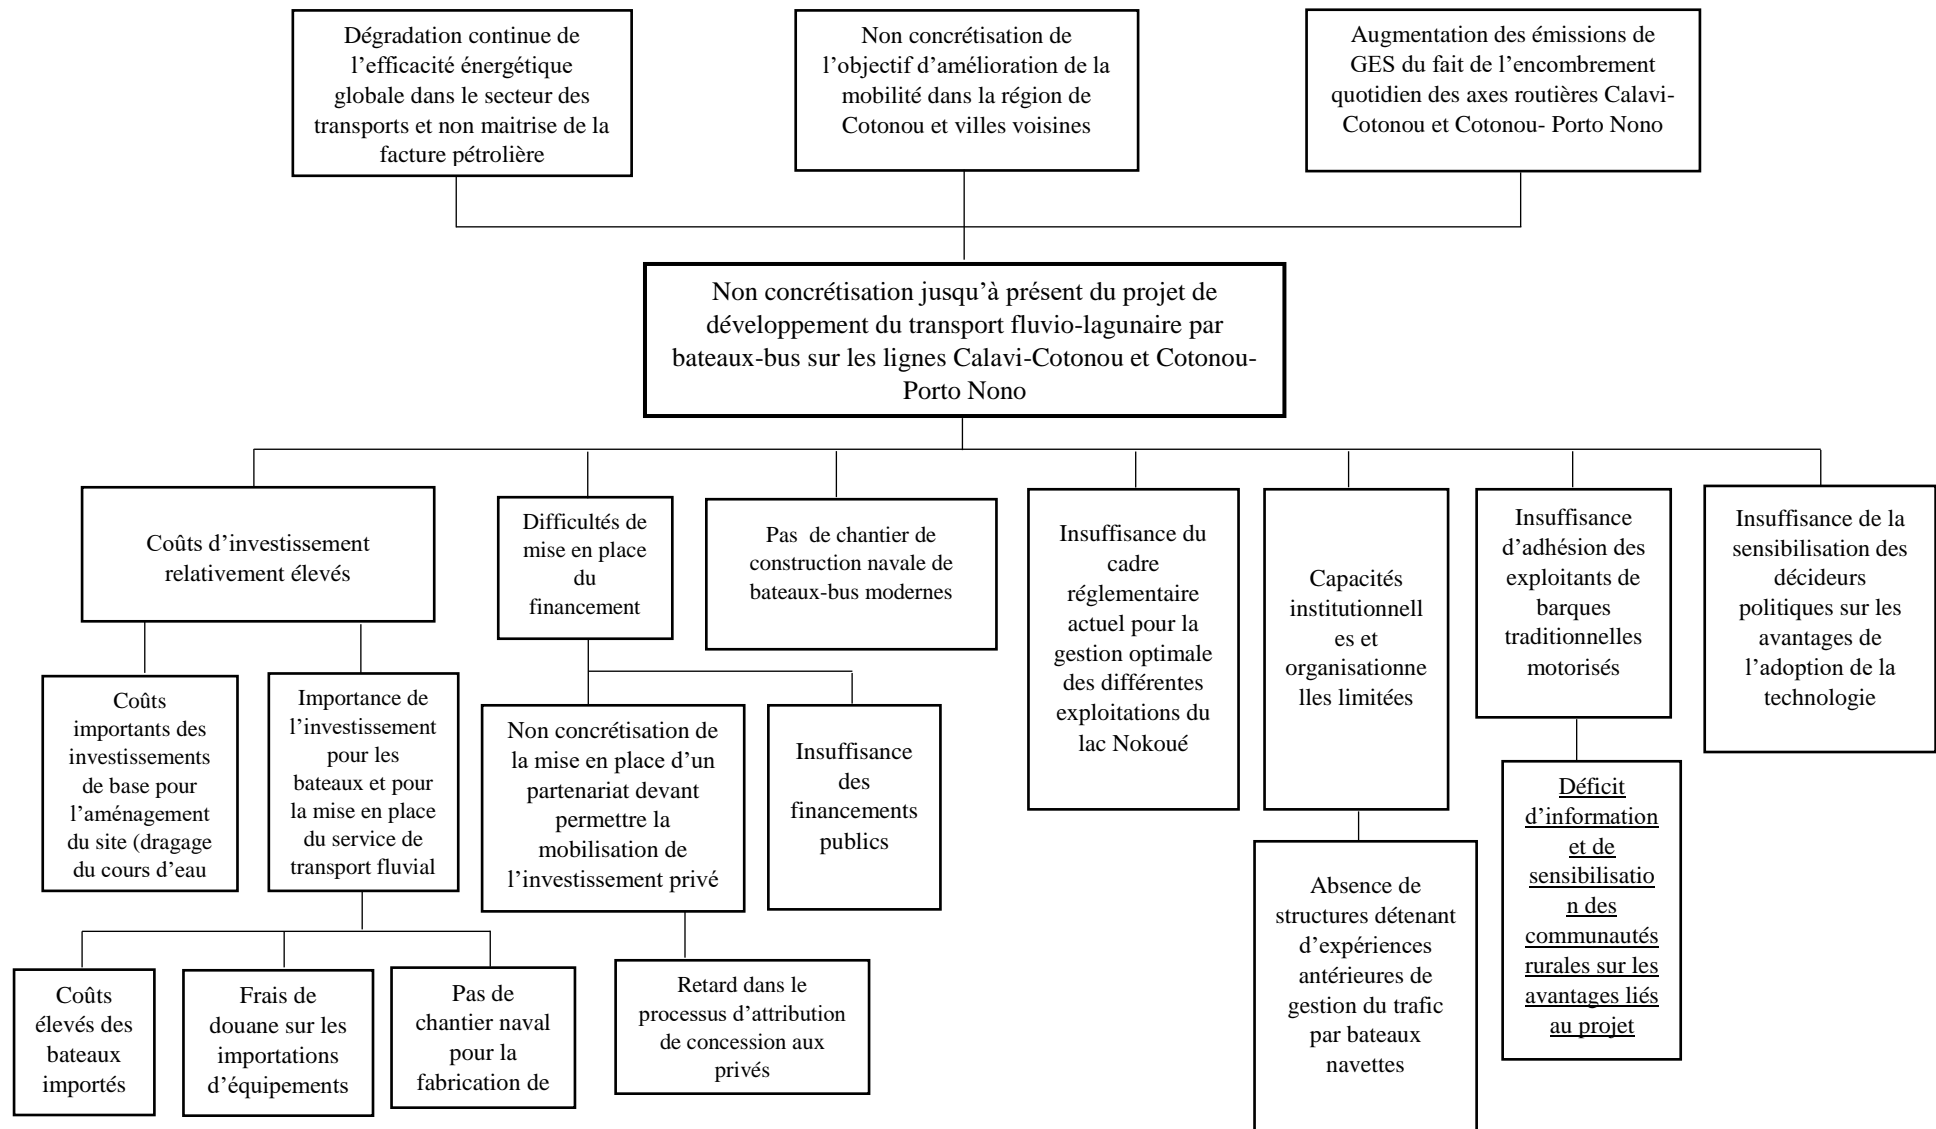 Dégradation continue de
l’efficacité énergétique
globale dans le secteur des
transports et non maitrise de la
facture pétrolière
Non concrétisation de
l’objectif d’amélioration de la
mobilité dans la région de
Cotonou et villes voisines
Augmentation des émissions de
GES du fait de l’encombrement
quotidien des axes routières Calavi-
Cotonou et Cotonou- Porto Nono
Non concrétisation jusqu’à présent du projet de
développement du transport fluvio-lagunaire par
bateaux-bus sur les lignes Calavi-Cotonou et Cotonou-
Porto Nono
Coûts d’investissement
relativement élevés
Difficultés de
mise en place
du
financement
Pas  de chantier de
construction navale de
bateaux-bus modernes
Insuffisance du
cadre
réglementaire
actuel pour la
gestion optimale
des différentes
exploitations du
lac Nokoué
Capacités
institutionnell
es et
organisationne
lles limitées
Insuffisance
d’adhésion des
exploitants de
barques
traditionnelles
motorisés
Insuffisance de la
sensibilisation des
décideurs
politiques sur les
avantages de
l’adoption de la
technologie
Coûts
importants des
investissements
de base pour
l’aménagement
du site (dragage
du cours d’eau
Importance de
l’investissement
pour les
bateaux et pour
la mise en place
du service de
transport fluvial
Non concrétisation de
la mise en place d’un
partenariat devant
permettre la
mobilisation de
l’investissement privé
Insuffisance
des
financements
publics
Absence de
structures détenant
d’expériences
antérieures de
gestion du trafic
par bateaux
navettes
Déficit
d’information
et de
sensibilisatio
n des
communautés
rurales sur les
avantages liés
au projet
Coûts
élevés des
bateaux
importés
Frais de
douane sur les
importations
d’équipements
Pas de
chantier naval
pour la
fabrication de
Retard dans le
processus d’attribution
de concession aux
privés